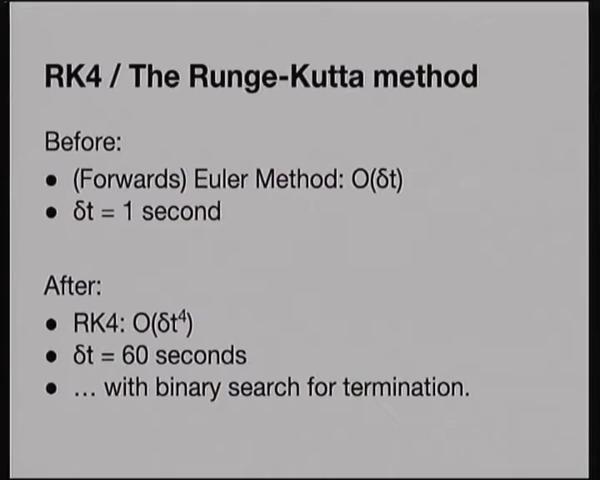 RK4 / The Runge-Kutta method
Before:
● (Forwards) Euler Method: O(δt)
● δt = 1 second
After:
● RK4: O(δt⁴)
● δt = 60 seconds
● … with binary search for termination.